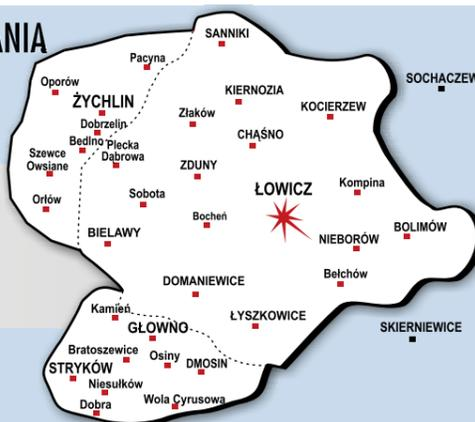 ANIA
SANNIKI
Pacyna
Oporów
SOCHACZEW
KIERNOZIA
ŻYCHLIN
KOCIERZEW
Złaków
Dobrzelin
CHĄŚNO
Bedlno
Plecka
Dąbrowa
Szewce
Owsiane
ZDUNY
ŁOWICZ
Kompina
Sobota
Orłów
Bocheń
BOLIMÓW
BIELAWY
NIEBORÓW
Bełchów
DOMANIEWICE
Kamień
ŁYSZKOWICE
GŁOWNO
SKIERNIEWICE
Bratoszewice
Osiny
DMOSIN
STRYKÓW
Niesułków
Dobra
Wola Cyrusowa